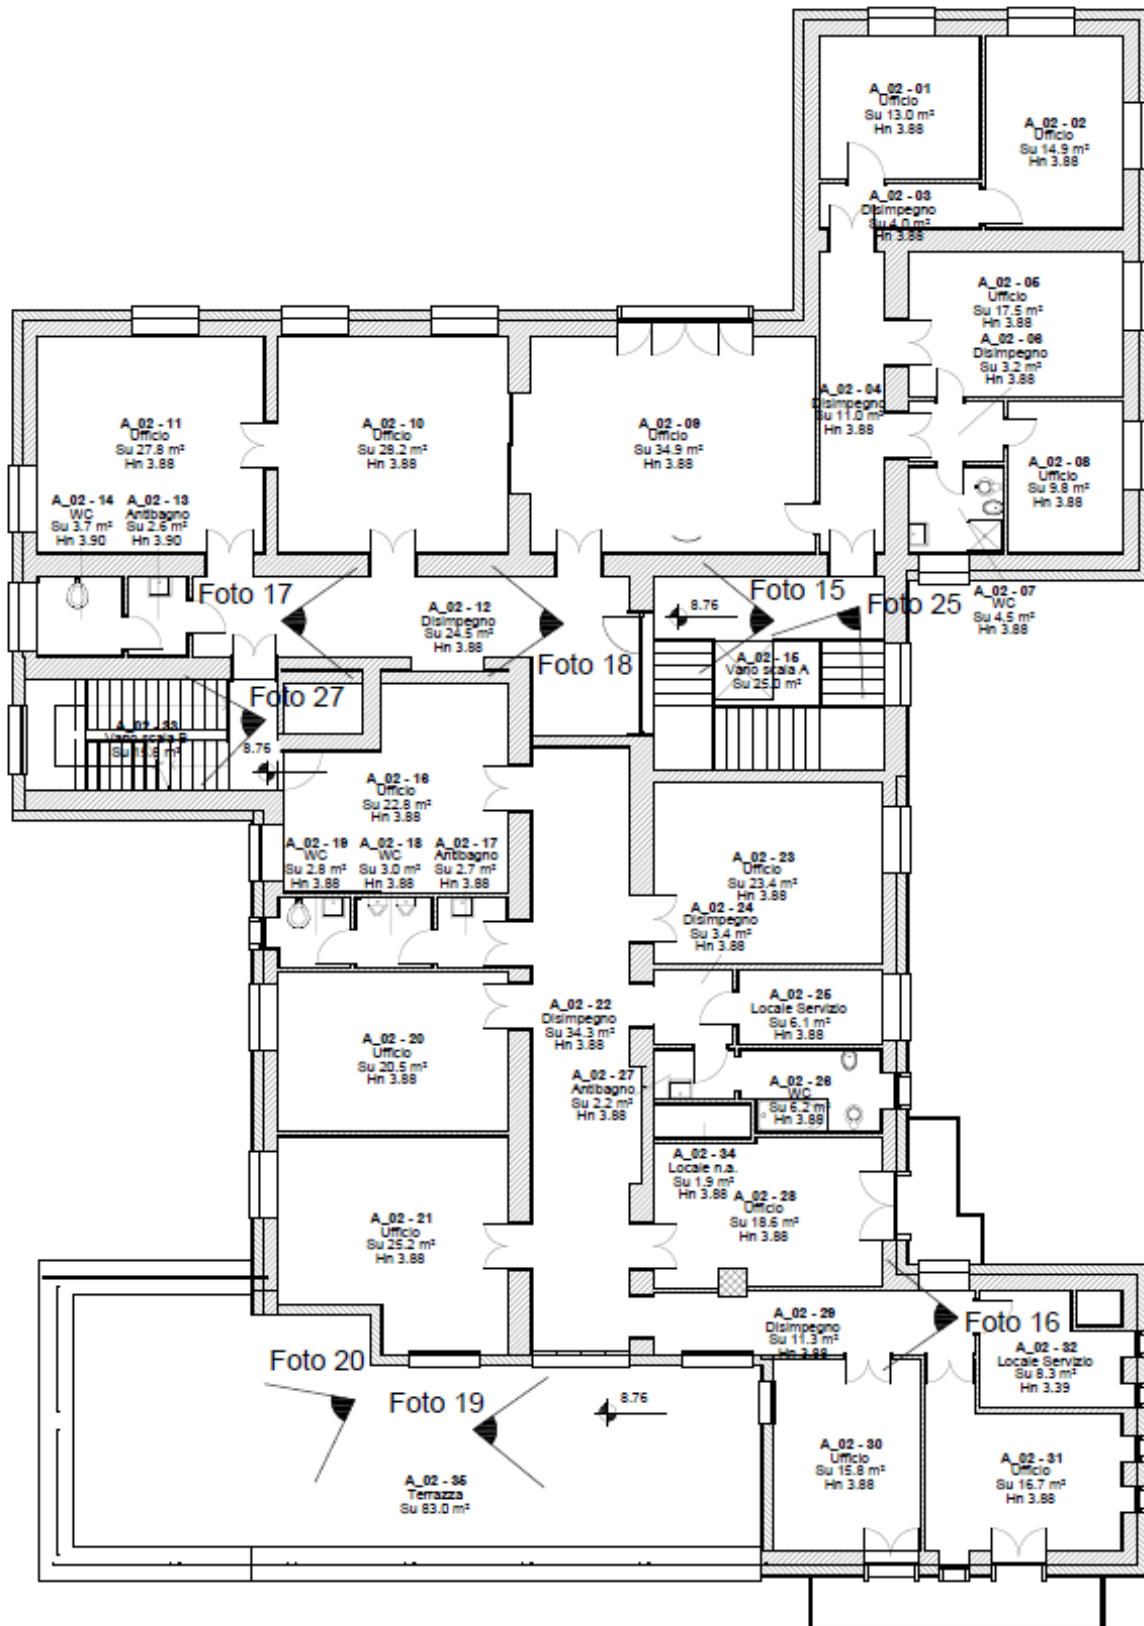 A_02 - 01
Ufficio
Su 13.0 m²
Hn 3.88
A_02 - 02
Ufficio
Su 14.9 m²
Hn 3.88
A_02 - 03
Disimpegno
Su 4.0 m²
Hn 3.88
A_02 - 05
Ufficio
Su 17.5 m²
Hn 3.88
A_02 - 06
Disimpegno
Su 3.2 m²
Hn 3.88
A_02 - 04
Disimpegno
Su 11.0 m²
Hn 3.88
A_02 - 11
Ufficio
Su 27.8 m²
Hn 3.88
A_02 - 10
Ufficio
Su 28.2 m²
Hn 3.88
A_02 - 09
Ufficio
Su 34.9 m²
Hn 3.88
A_02 - 08
Ufficio
Su 9.8 m²
Hn 3.88
A_02 - 14
WC
Su 3.7 m²
Hn 3.90
A_02 - 13
Antibagno
Su 2.6 m²
Hn 3.90
Foto 17
A_02 - 12
Disimpegno
Su 24.5 m²
Hn 3.88
8.76
Foto 15
Foto 25
A_02 - 07
WC
Su 4.5 m²
Hn 3.88
Foto 18
A_02 - 15
Vano scala A
Su 25.0 m²
Foto 27
A_02 - 33
Vano scala B
8.76
A_02 - 16
Ufficio
Su 22.8 m²
Hn 3.88
A_02 - 19
WC
Su 2.8 m²
Hn 3.88
A_02 - 18
WC
Su 3.0 m²
Hn 3.88
A_02 - 17
Antibagno
Su 2.7 m²
Hn 3.88
A_02 - 23
Ufficio
Su 23.4 m²
Hn 3.88
A_02 - 24
Disimpegno
Su 3.4 m²
Hn 3.88
A_02 - 22
Disimpegno
Su 34.3 m²
Hn 3.88
A_02 - 25
Locale Servizio
Su 6.1 m²
Hn 3.88
A_02 - 20
Ufficio
Su 20.5 m²
Hn 3.88
A_02 - 27
Antibagno
Su 2.2 m²
Hn 3.88
A_02 - 26
WC
Su 6.2 m²
Hn 3.88
A_02 - 34
Locale n.a.
Su 1.9 m²
Hn 3.88
A_02 - 28
Ufficio
Su 18.6 m²
Hn 3.88
A_02 - 21
Ufficio
Su 25.2 m²
Hn 3.88
A_02 - 29
Disimpegno
Su 11.3 m²
Hn 3.88
Foto 16
A_02 - 32
Locale Servizio
Su 8.3 m²
Hn 3.39
Foto 20
Foto 19
8.76
A_02 - 30
Ufficio
Su 15.8 m²
Hn 3.88
A_02 - 31
Ufficio
Su 16.7 m²
Hn 3.88
A_02 - 35
Terrazza
Su 83.0 m²